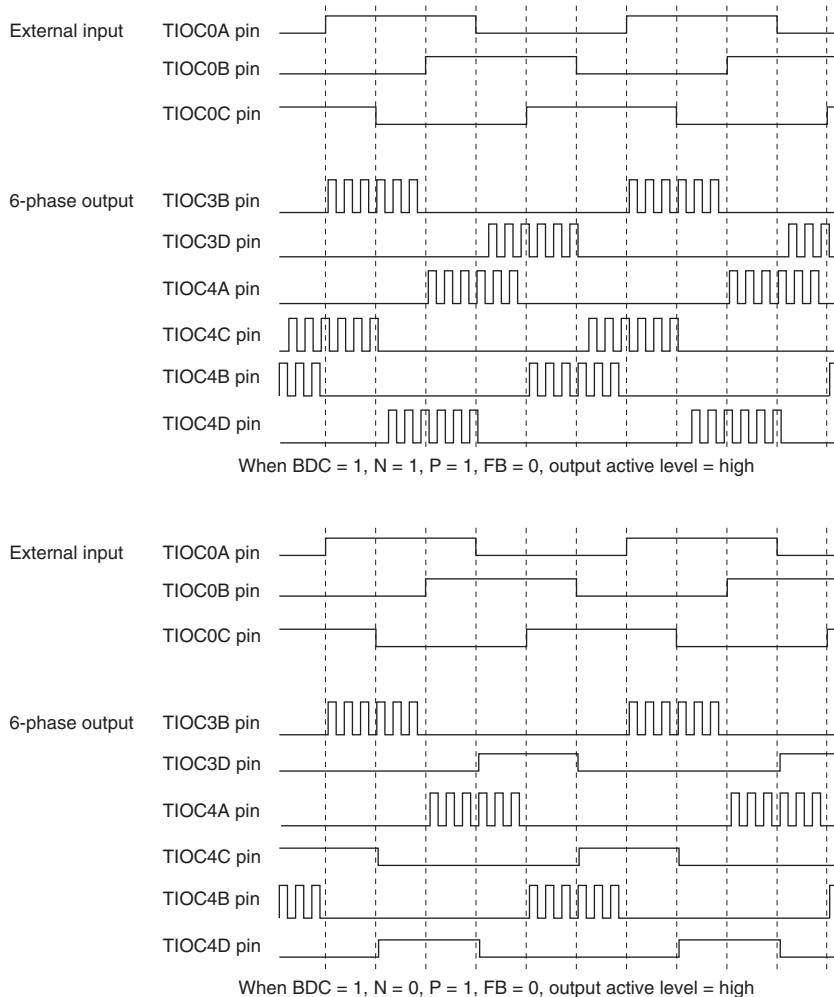 External input TIOC0A pin
TIOC0B pin
TIOC0C pin
6-phase output TIOC3B pin
TIOC3D pin
TIOC4A pin
TIOC4C pin
TIOC4B pin
TIOC4D pin
When BDC = 1, N = 1, P = 1, FB = 0, output active level = high
External input TIOC0A pin
TIOC0B pin
TIOC0C pin
6-phase output TIOC3B pin
TIOC3D pin
TIOC4A pin
TIOC4C pin
TIOC4B pin
TIOC4D pin
When BDC = 1, N = 0, P = 1, FB = 0, output active level = high